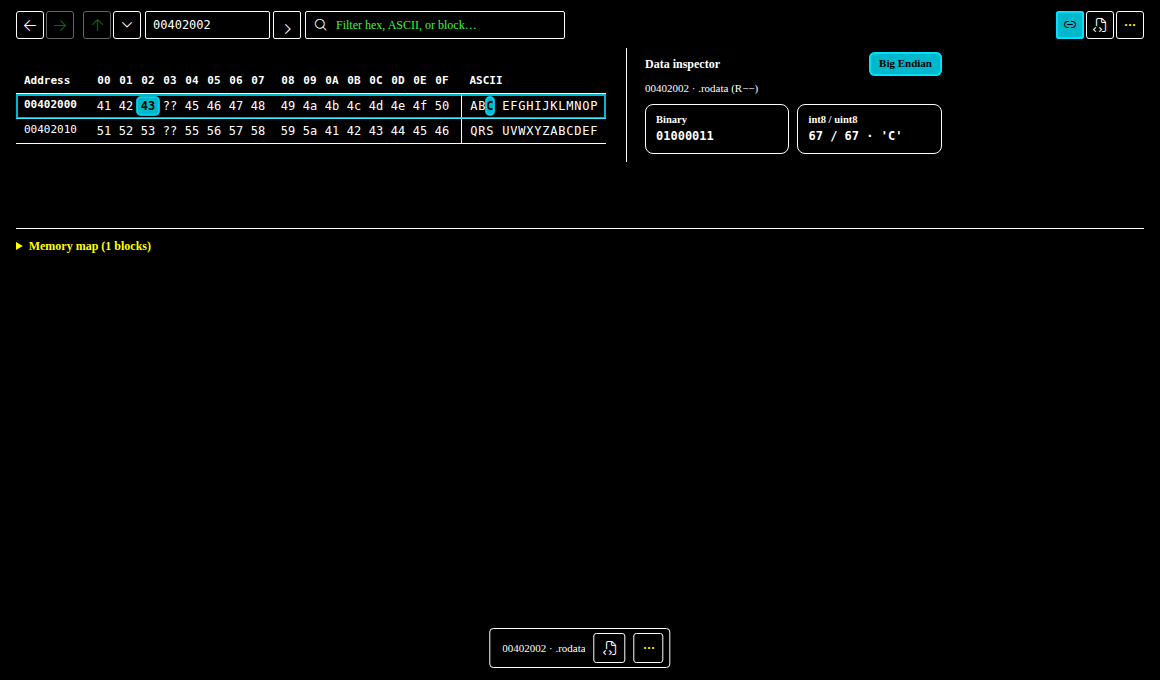 00402002 Filter hex, ASCII, or block…
Address 00 01 02 03 04 05 06 07 08 09 0A 0B 0C 0D 0E 0F ASCII
00402000 41 42 43 ?? 45 46 47 48 49 4a 4b 4c 4d 4e 4f 50 ABC EFGHIJKLMNOP
00402010 51 52 53 ?? 55 56 57 58 59 5a 41 42 43 44 45 46 QRS UVWXYZABCDEF
Data inspector Big Endian
00402002 · .rodata (R−−)
Binary
01000011
int8 / uint8
67 / 67 · 'C'
Memory map (1 blocks)
00402002 · .rodata